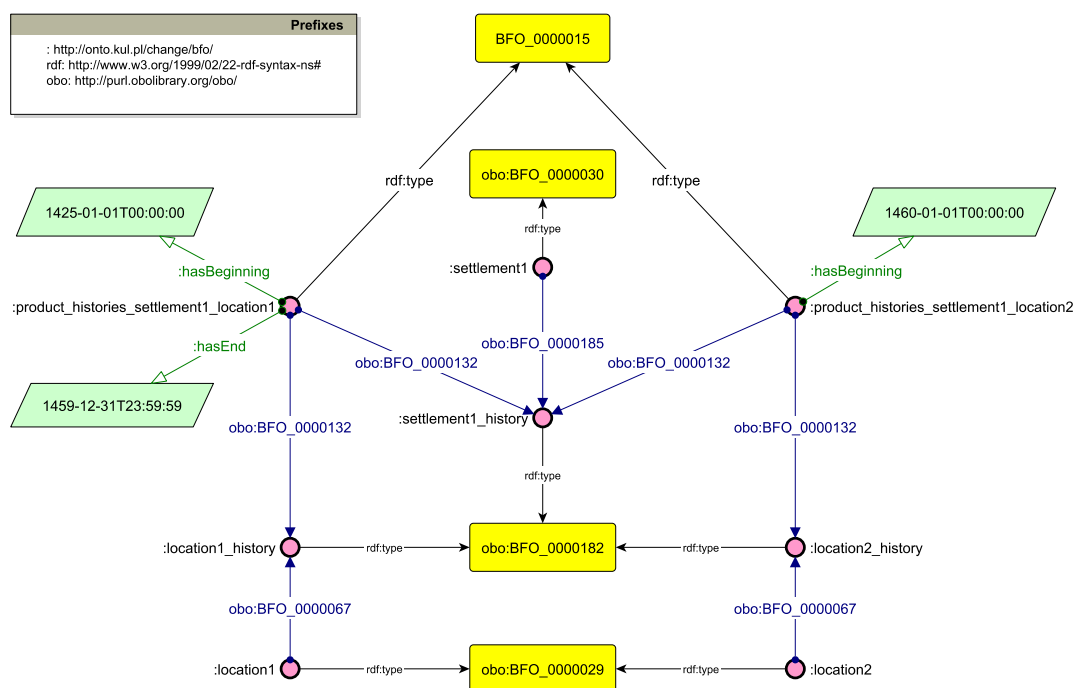 Prefixes
: http://onto.kul.pl/change/bfo/
rdf: http://www.w3.org/1999/02/22-rdf-syntax-ns#
obo: http://purl.obolibrary.org/obo/
BFO_0000015
rdf:type
rdf:type
obo:BFO_0000030
1425-01-01T00:00:00
1460-01-01T00:00:00
rdf:type
:settlement1
:hasBeginning
:hasBeginning
:product_histories_settlement1_location1
:product_histories_settlement1_location2
:hasEnd
obo:BFO_0000185
obo:BFO_0000132
obo:BFO_0000132
1459-12-31T23:59:59
:settlement1_history
obo:BFO_0000132
obo:BFO_0000132
rdf:type
:location1_history
rdf:type
obo:BFO_0000182
rdf:type
:location2_history
obo:BFO_0000067
obo:BFO_0000067
:location1
rdf:type
obo:BFO_0000029
rdf:type
:location2